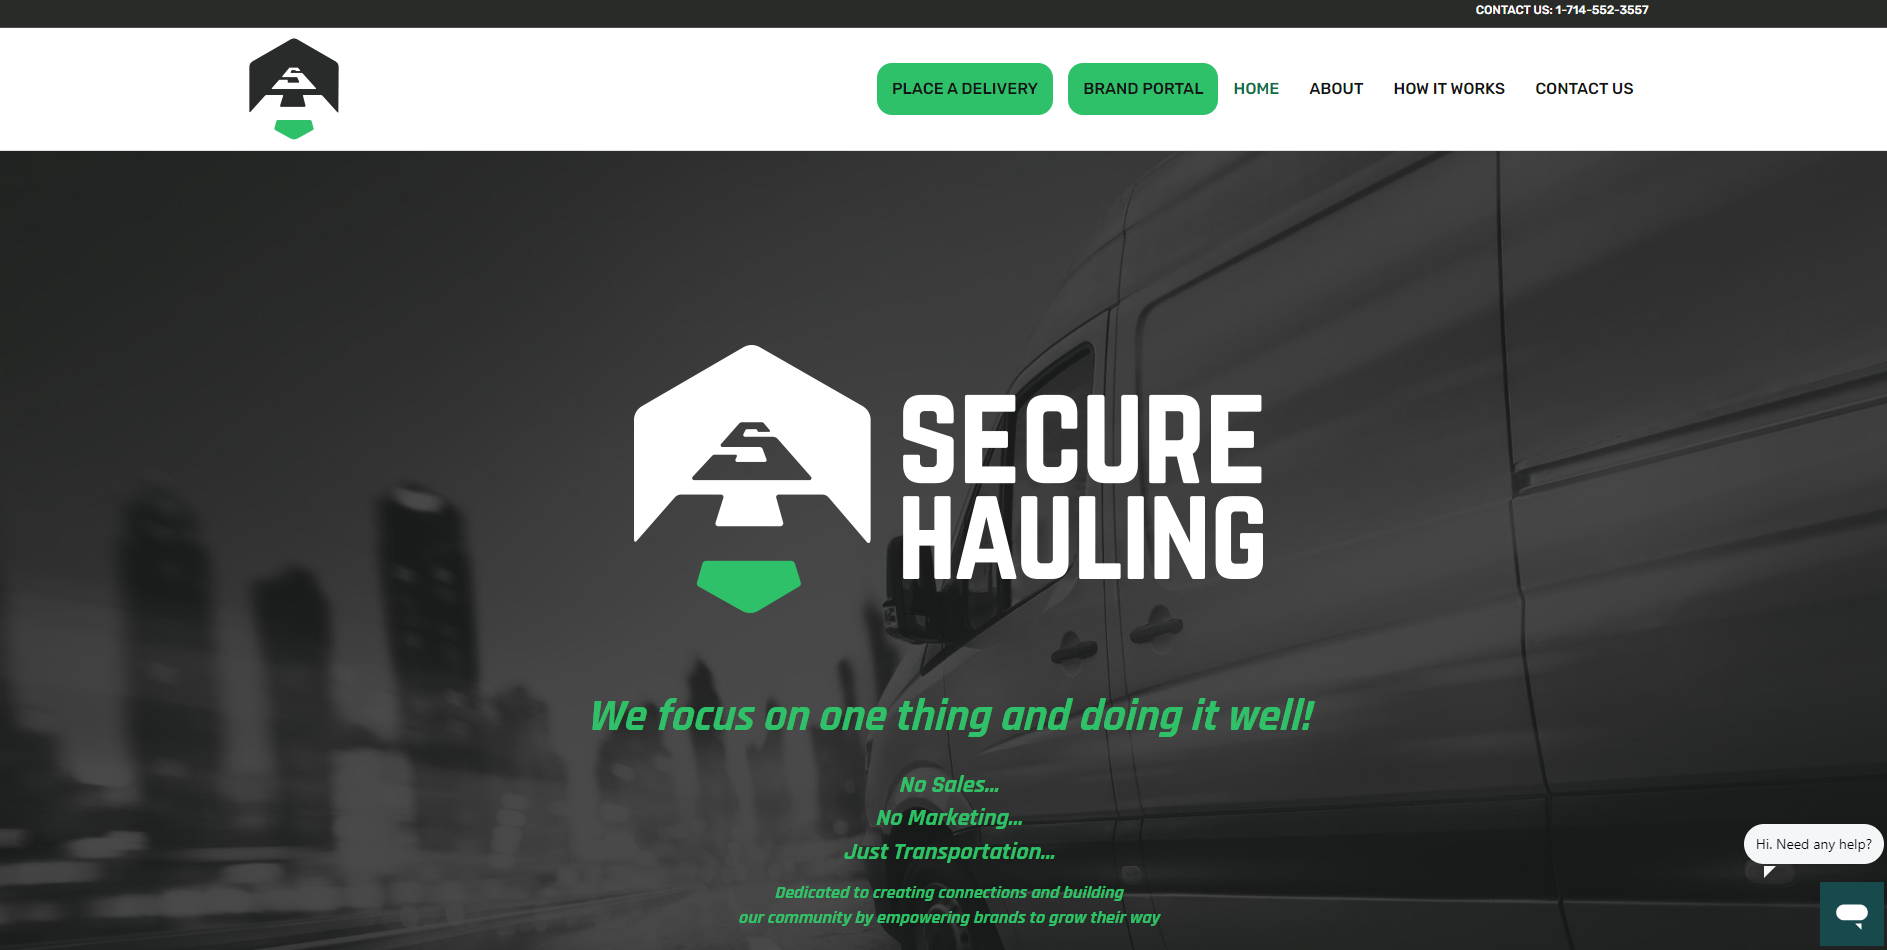 CONTACT US: 1-714-552-3557
PLACE A DELIVERY
BRAND PORTAL
HOME
ABOUT
HOW IT WORKS
CONTACT US
SECURE
HAULING
We focus on one thing and doing it well!
No Sales...
No Marketing...
Just Transportation...
Dedicated to creating connections and building
our community by empowering brands to grow their way
Hi. Need any help?